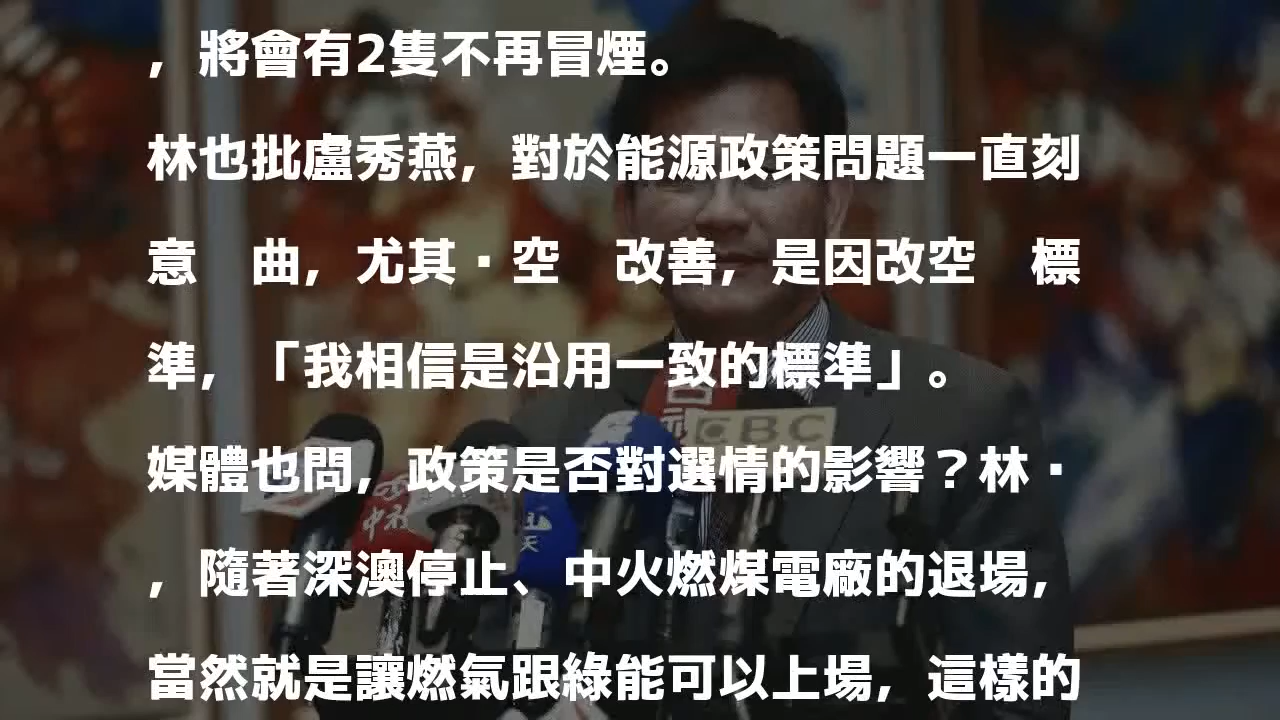 ，將會有2隻不再冒煙。
林也批盧秀燕，對於能源政策問題一直刻
意　曲，尤其·空　改善，是因改空　標
準，「我相信是沿用一致的標準」。
媒體也問，政策是否對選情的影響？林·
，隨著深澳停止、中火燃煤電廠的退場，
當然就是讓燃氣跟綠能可以上場，這樣的
CBC
中社
天